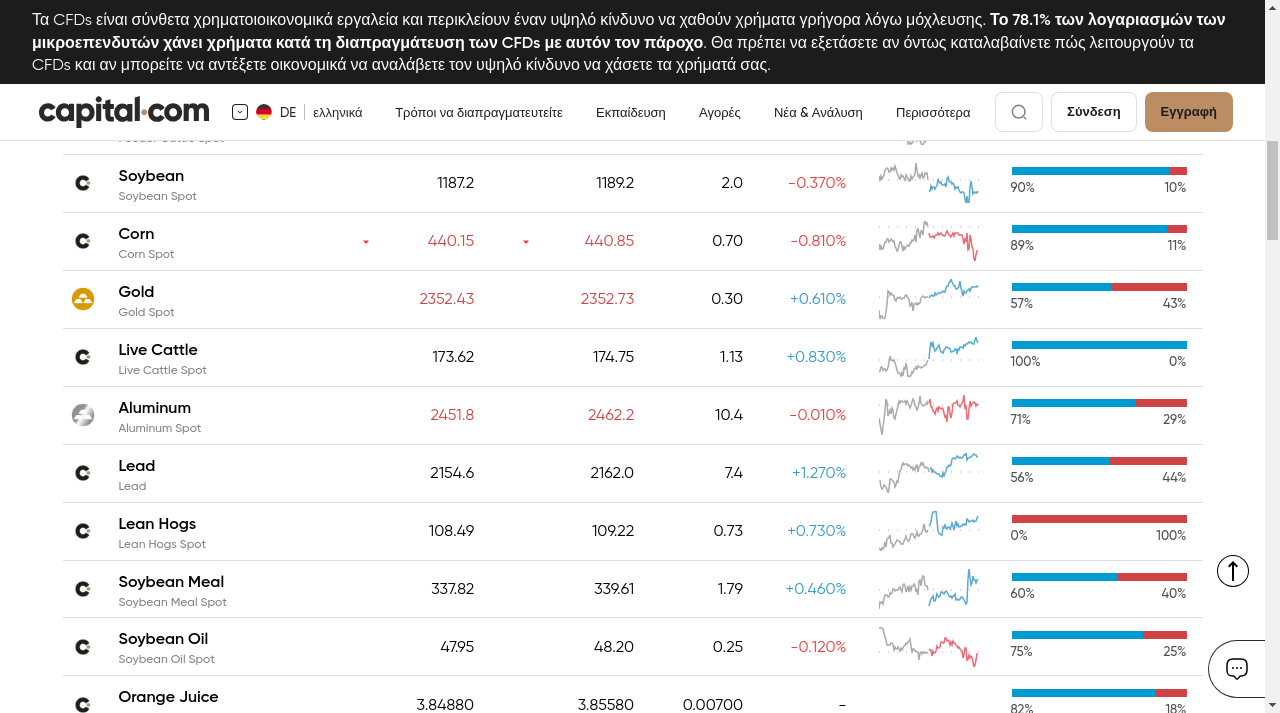 Τα CFDs είναι σύνθετα χρηματοοικονομικά εργαλεία και περικλείουν έναν υψηλό κίνδυνο να χαθούν χρήματα γρήγορα λόγω μόχλευσης. Το 78.1% των λογαριασμών των
μικροεπενδυτών χάνει χρήματα κατά τη διαπραγμάτευση των CFDs με αυτόν τον πάροχο. Θα πρέπει να εξετάσετε αν όντως καταλαβαίνετε πώς λειτουργούν τα
CFDs και αν μπορείτε να αντέξετε οικονομικά να αναλάβετε τον υψηλό κίνδυνο να χάσετε τα χρήματά σας.
capital.com DE ελληνικά Τρόποι να διαπραγματευτείτε Εκπαίδευση Αγορές Νέα & Ανάλυση Περισσότερα Σύνδεση Εγγραφή
Feeder Cattle Spot
Soybean 1187.2 1189.2 2.0 -0.370%
Soybean Spot 90% 10%
Corn 440.15 440.85 0.70 -0.810%
Corn Spot 89% 11%
Gold 2352.43 2352.73 0.30 +0.610%
Gold Spot 57% 43%
Live Cattle 173.62 174.75 1.13 +0.830%
Live Cattle Spot 100% 0%
Aluminum 2451.8 2462.2 10.4 -0.010%
Aluminum Spot 71% 29%
Lead 2154.6 2162.0 7.4 +1.270%
Lead 56% 44%
Lean Hogs 108.49 109.22 0.73 +0.730%
Lean Hogs Spot 0% 100%
Soybean Meal 337.82 339.61 1.79 +0.460%
Soybean Meal Spot 60% 40%
Soybean Oil 47.95 48.20 0.25 -0.120%
Soybean Oil Spot 75% 25%
Orange Juice 3.84880 3.85580 0.00700 -
82% 18%